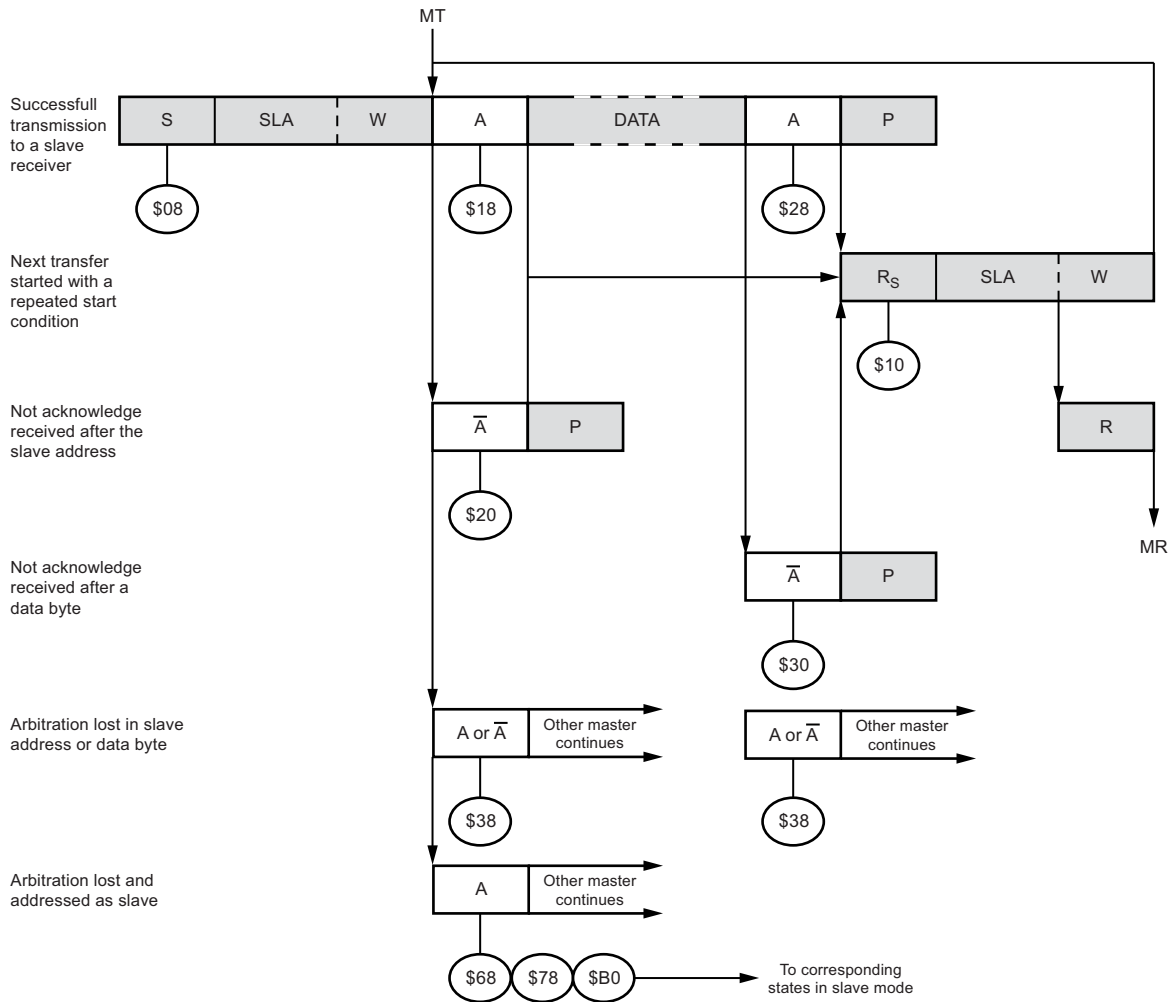 MT
Successfull
transmission
to a slave
receiver
S SLA W A DATA A P
$08 $18 $28
Next transfer
started with a
repeated start
condition
RS SLA W
$10
Not acknowledge
received after the
slave address
A̅ P R
$20
MR
Not acknowledge
received after a
data byte
A̅ P
$30
Arbitration lost in slave
address or data byte
A or A̅ Other master
continues
A or A̅ Other master
continues
$38 $38
Arbitration lost and
addressed as slave
A Other master
continues
$68 $78 $B0 To corresponding
states in slave mode